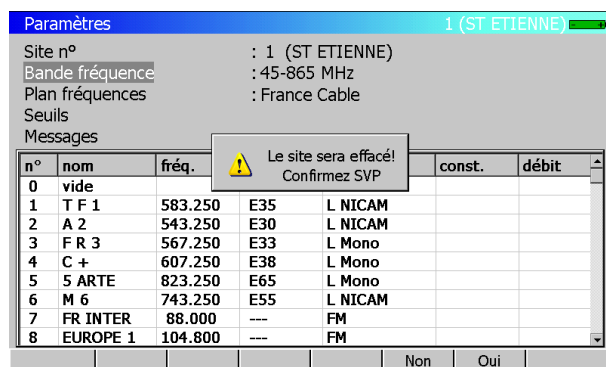 Paramètres 1 (ST ETIENNE) - +
Site n° : 1 (ST ETIENNE)
Bande fréquence : 45-865 MHz
Plan fréquences : France Cable
Seuils
Messages
Le site sera effacé!
Confirmez SVP
n° nom fréq. const. débit
0 vide
1 T F 1 583.250 E35 L NICAM
2 A 2 543.250 E30 L NICAM
3 F R 3 567.250 E33 L Mono
4 C + 607.250 E38 L Mono
5 5 ARTE 823.250 E65 L Mono
6 M 6 743.250 E55 L NICAM
7 FR INTER 88.000 --- FM
8 EUROPE 1 104.800 --- FM
Non Oui